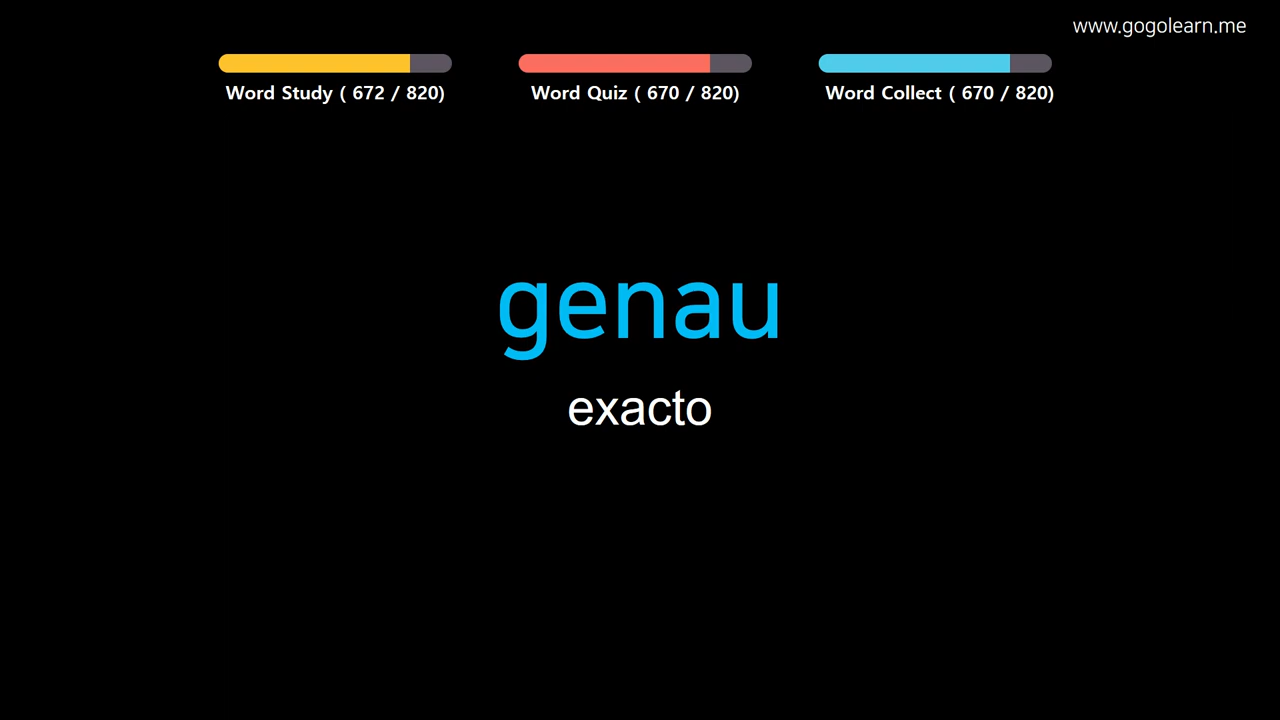 www.gogolearn.me
Word Study ( 672 / 820)
Word Quiz ( 670 / 820)
Word Collect ( 670 / 820)
genau
exacto